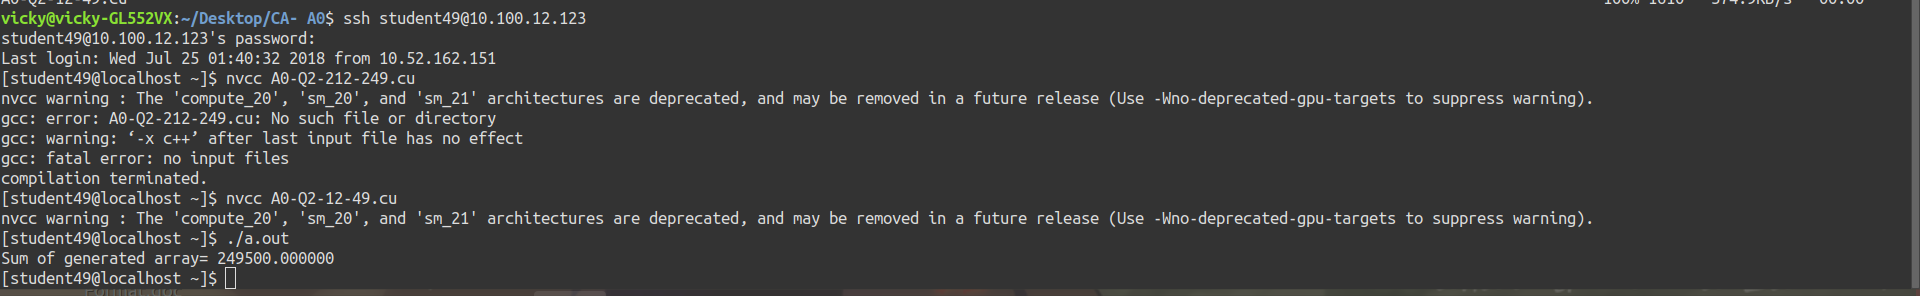 vicky@vicky-GL552VX:~/Desktop/CA- A0$ ssh student49@10.100.12.123
student49@10.100.12.123's password:
Last login: Wed Jul 25 01:40:32 2018 from 10.52.162.151
[student49@localhost ~]$ nvcc A0-Q2-212-249.cu
nvcc warning : The 'compute_20', 'sm_20', and 'sm_21' architectures are deprecated, and may be removed in a future release (Use -Wno-deprecated-gpu-targets to suppress warning).
gcc: error: A0-Q2-212-249.cu: No such file or directory
gcc: warning: ‘-x c++’ after last input file has no effect
gcc: fatal error: no input files
compilation terminated.
[student49@localhost ~]$ nvcc A0-Q2-12-49.cu
nvcc warning : The 'compute_20', 'sm_20', and 'sm_21' architectures are deprecated, and may be removed in a future release (Use -Wno-deprecated-gpu-targets to suppress warning).
[student49@localhost ~]$ ./a.out
Sum of generated array= 249500.000000
[student49@localhost ~]$